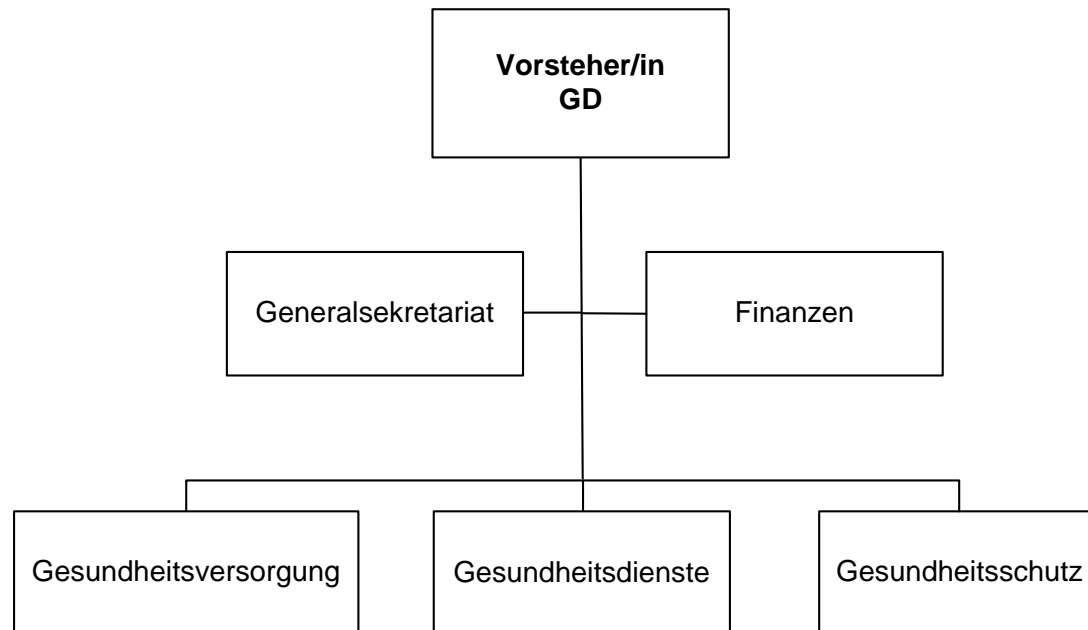 Vorsteher/in
GD
Generalsekretariat
Finanzen
Gesundheitsversorgung
Gesundheitsdienste
Gesundheitsschutz